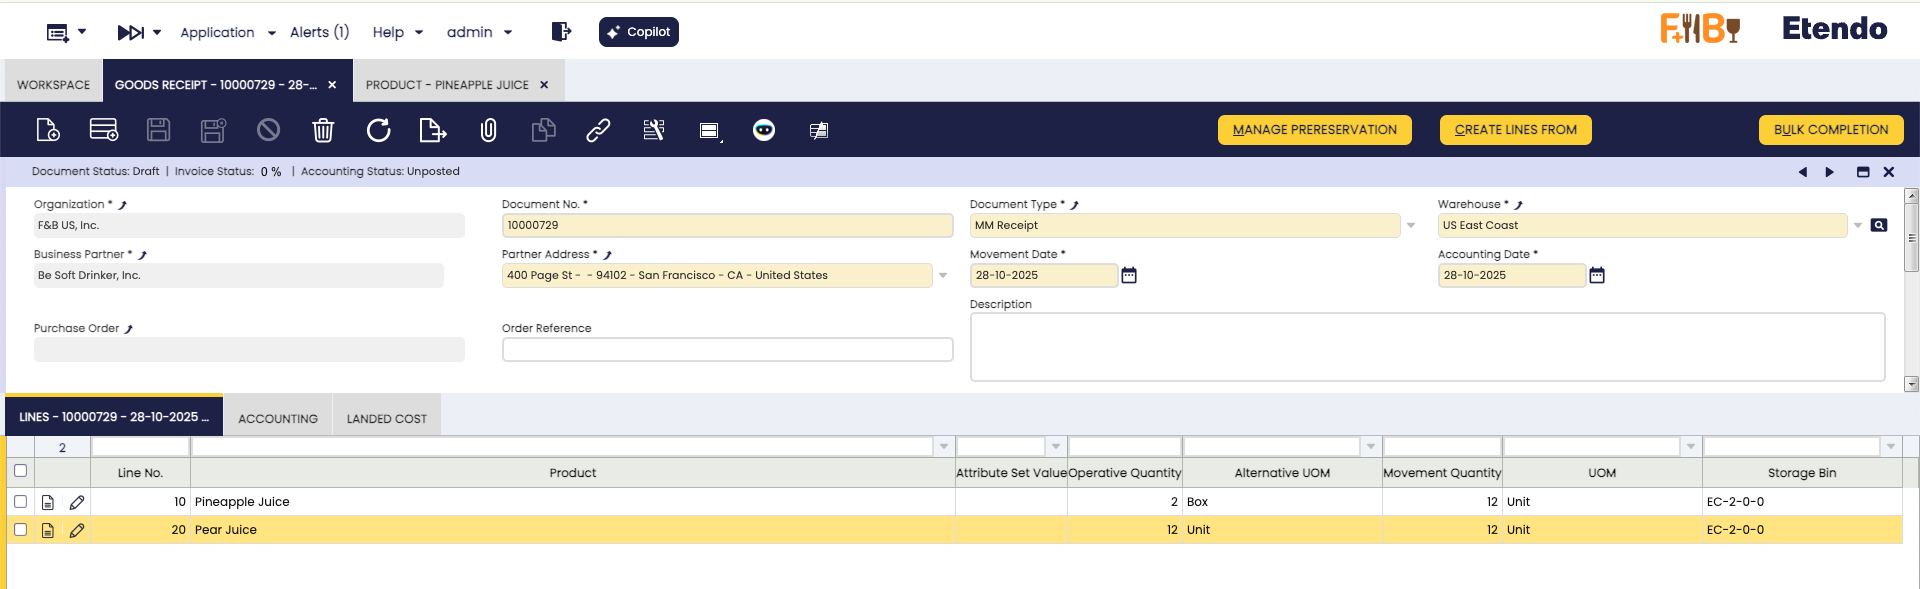 Application Alerts (1) Help admin Copilot F&B Etendo
WORKSPACE GOODS RECEIPT - 10000729 - 28-... PRODUCT - PINEAPPLE JUICE
MANAGE PRERESERVATION CREATE LINES FROM BULK COMPLETION
Document Status: Draft | Invoice Status: 0 % | Accounting Status: Unposted
Organization * Document No. * Document Type * Warehouse *
F&B US, Inc. 10000729 MM Receipt US East Coast
Business Partner * Partner Address * Movement Date * Accounting Date *
Be Soft Drinker, Inc. 400 Page St - - 94102 - San Francisco - CA - United States 28-10-2025 28-10-2025
Description
Purchase Order Order Reference
LINES - 10000729 - 28-10-2025 ... ACCOUNTING LANDED COST
2
Line No. Product Attribute Set Value Operative Quantity Alternative UOM Movement Quantity UOM Storage Bin
10 Pineapple Juice 2 Box 12 Unit EC-2-0-0
20 Pear Juice 12 Unit 12 Unit EC-2-0-0